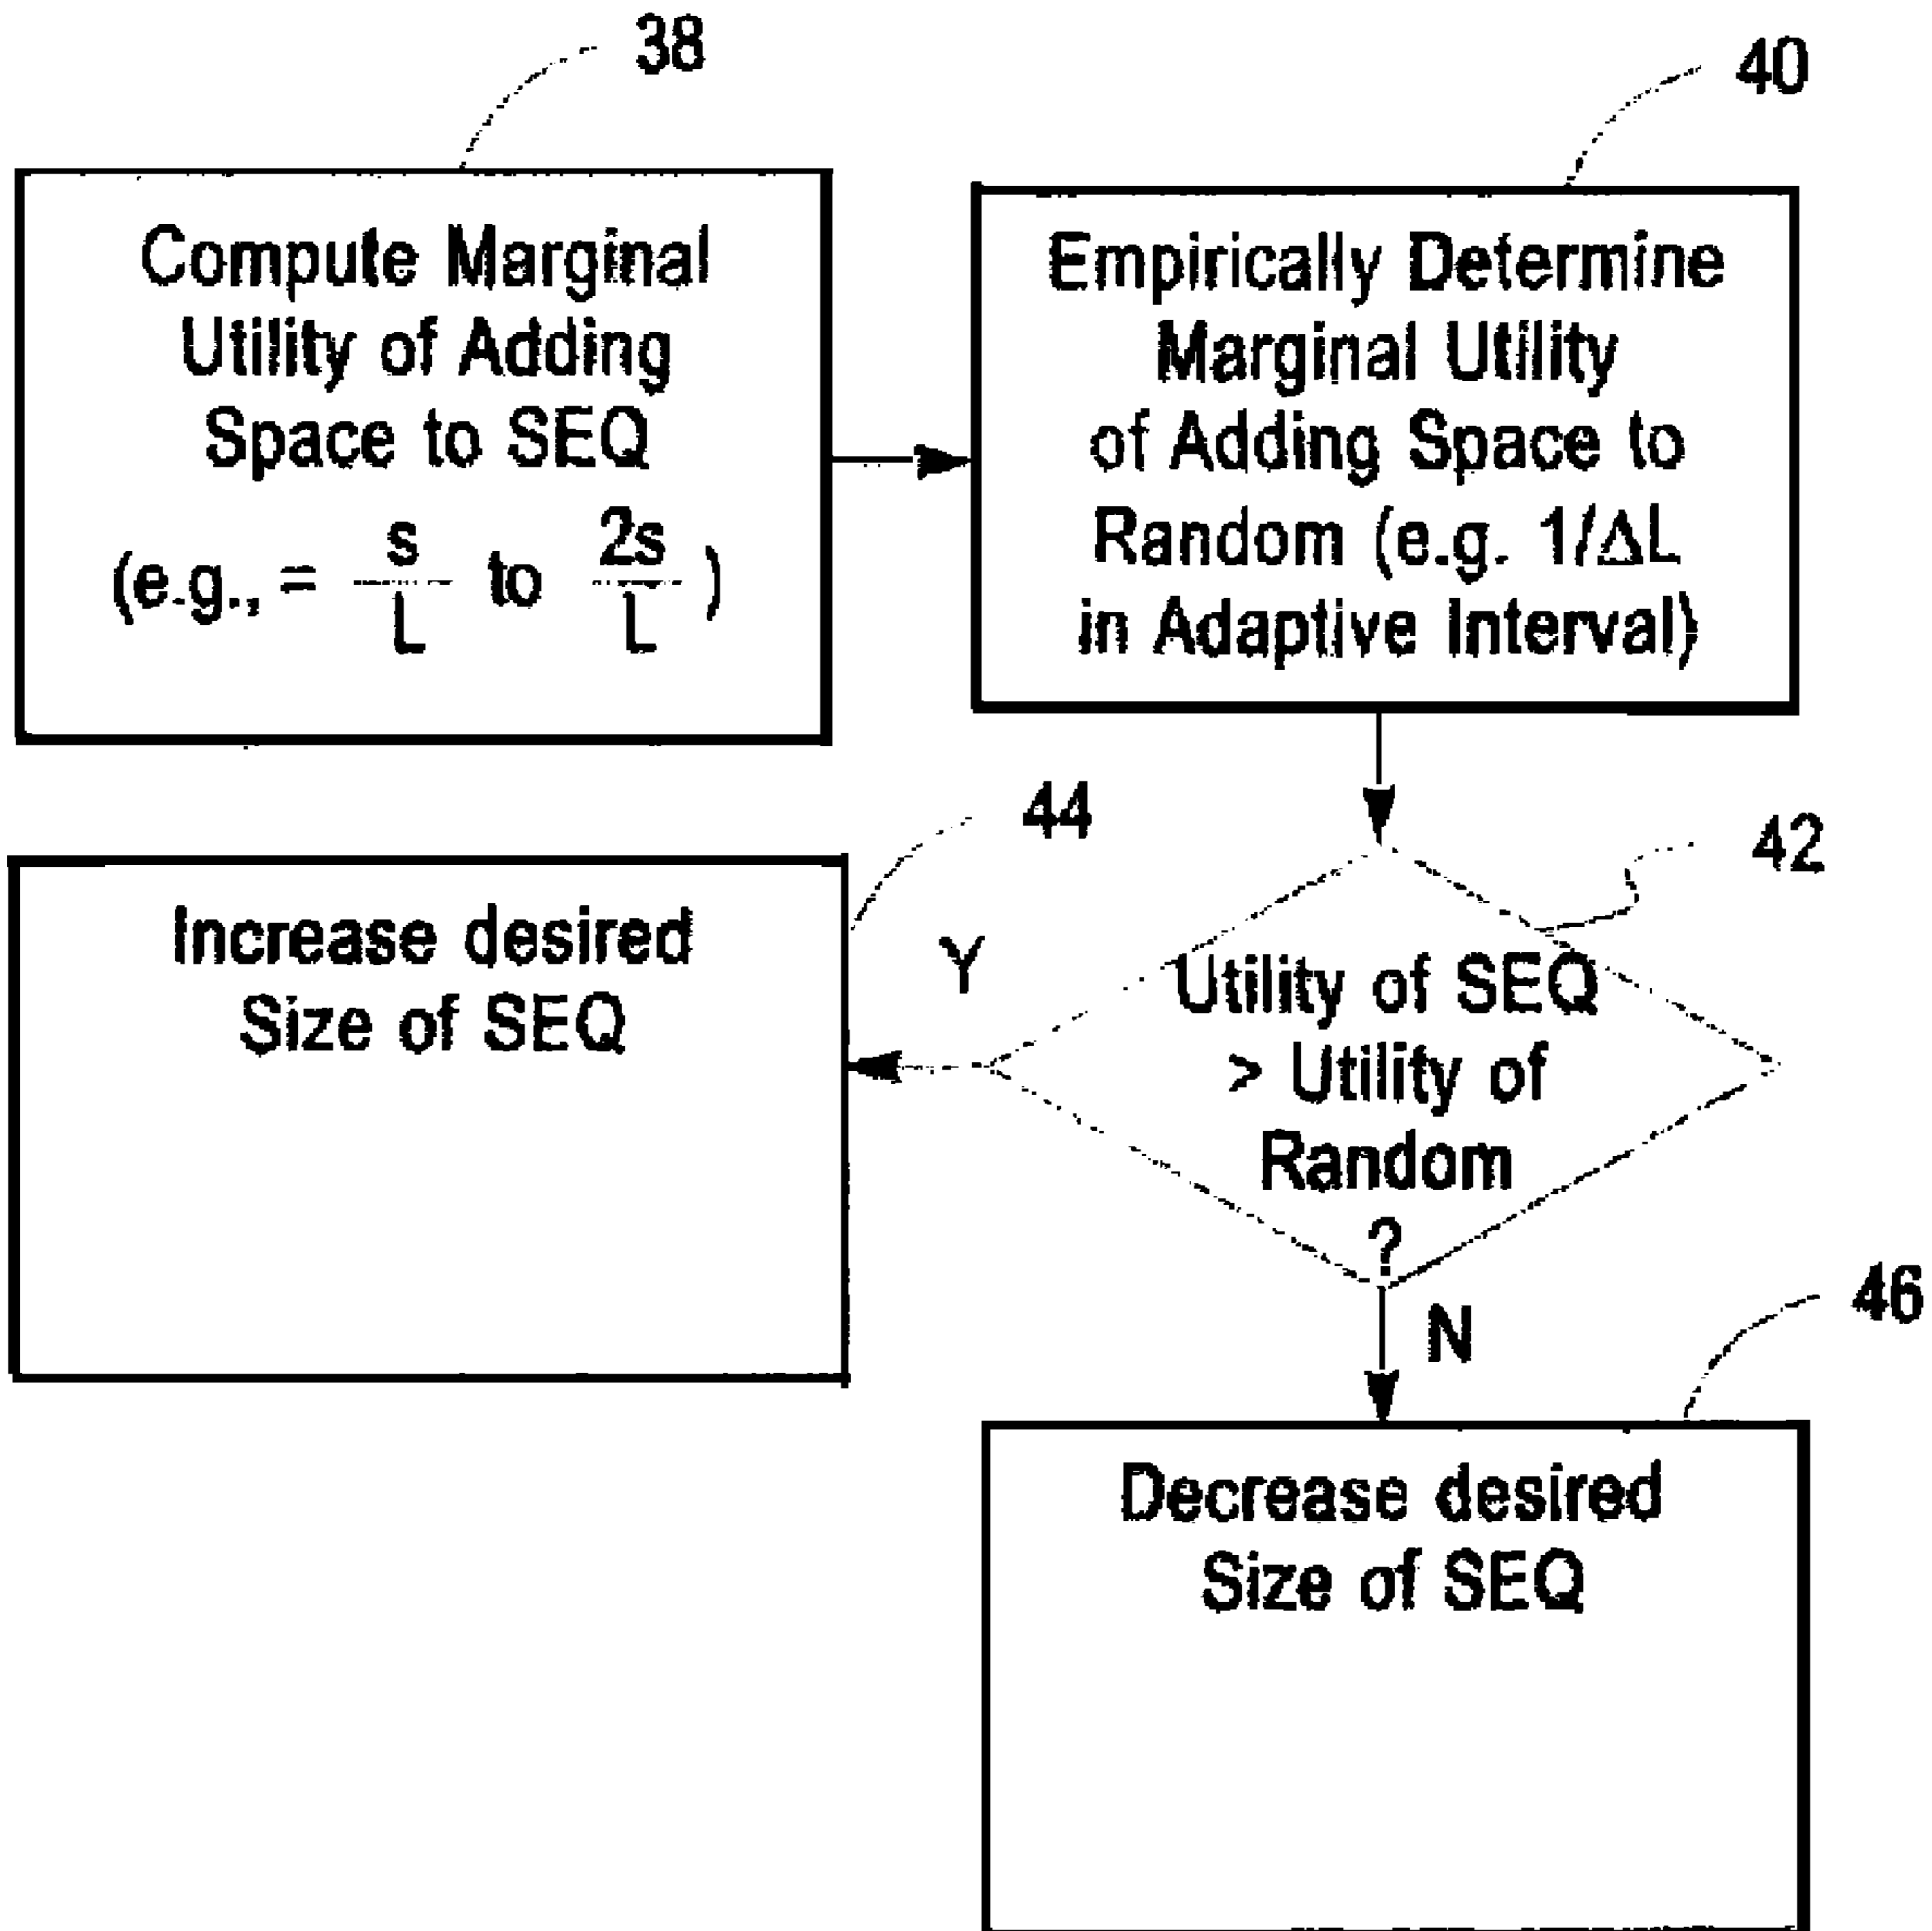 38
Compute Marginal
Utility of Adding
Space to SEQ
(e.g., = s/L to 2s/L)
40
Empirically Determine
Marginal Utility
of Adding Space to
Random (e.g. 1/ΔL
in Adaptive Interval)
44
Increase desired
Size of SEQ
Y
42
Utility of SEQ
> Utility of
Random
?
N
46
Decrease desired
Size of SEQ